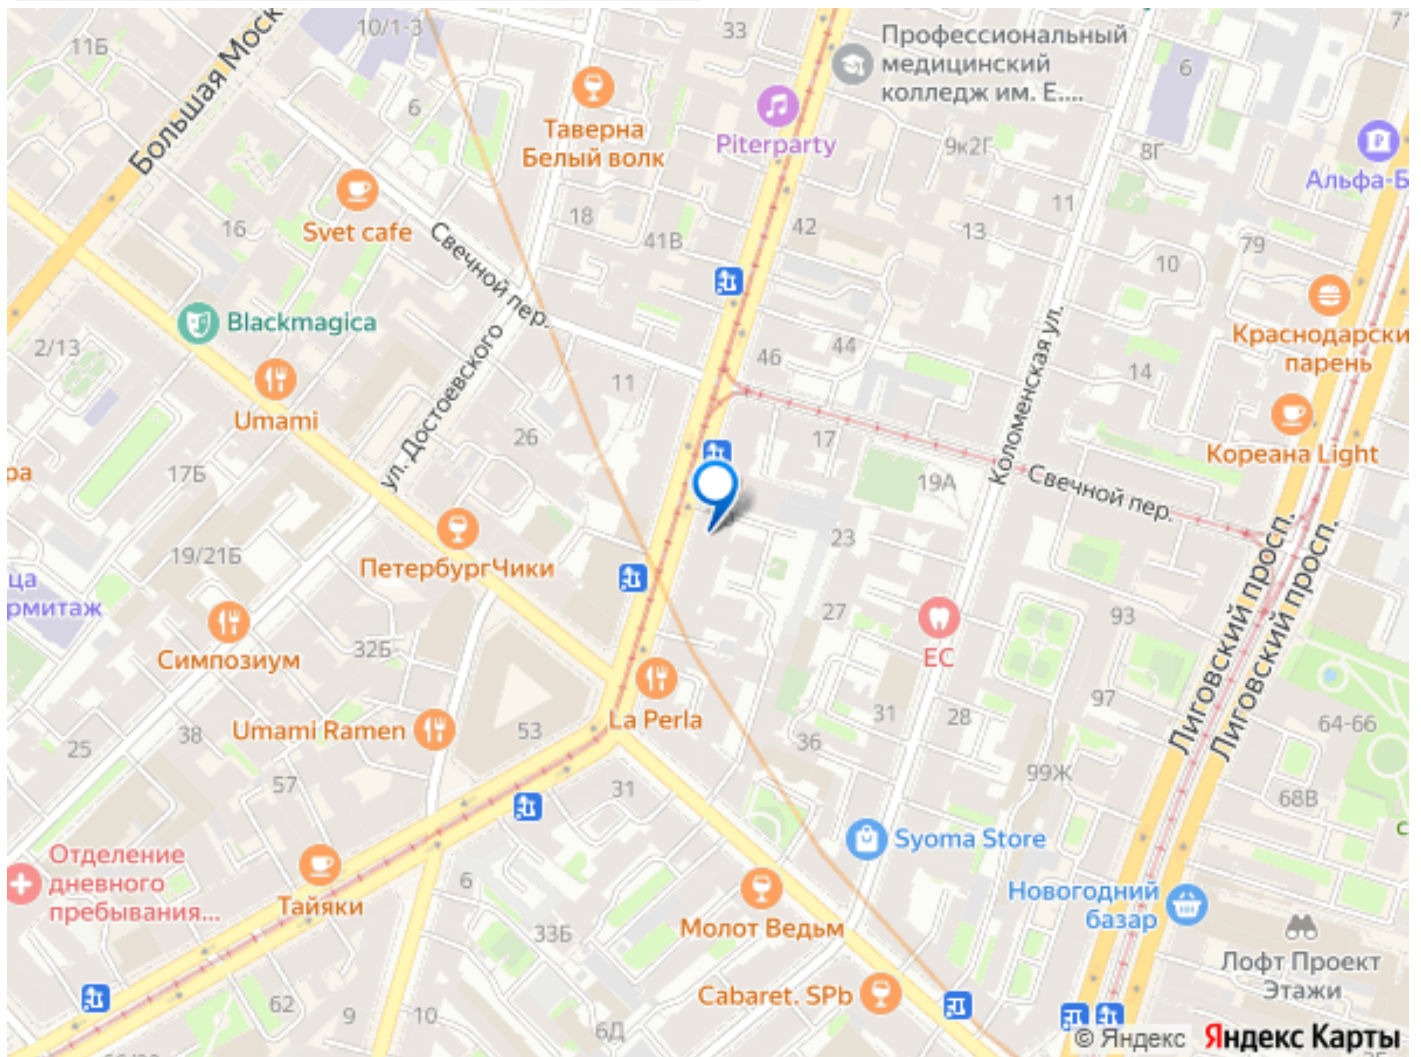 11Б
Большая Моск
10/1-3
6
33
Профессиональный
медицинский
колледж им. Е....
6
71
Таверна
Белый волк
Piterparty
9к2Г
8Г
Альфа-Б
16
Svet cafe
Свечной пер.
18
41В
42
13
11
79
10
Blackmagica
2/13
Umami
ул. Достоевского
11
26
46
44
17
14
Коломенская ул.
Краснодарски
парень
Кореана Light
ра
17Б
19А
Свечной пер.
19/21Б
ПетербургЧики
23
ца
рмитаж
Симпозиум
32Б
27
EC
93
Лиговский просп.
Лиговский просп.
25
38
Umami Ramen
53
La Perla
31
28
97
64-66
57
36
31
99Ж
68В
Syoma Store
с
Отделение
дневного
пребывания...
Тайяки
6
33Б
Молот Ведьм
Новогодний
базар
Лофт Проект
Этажи
Cabaret. SPb
62
9
10
6Д
© Яндекс Яндекс Карты